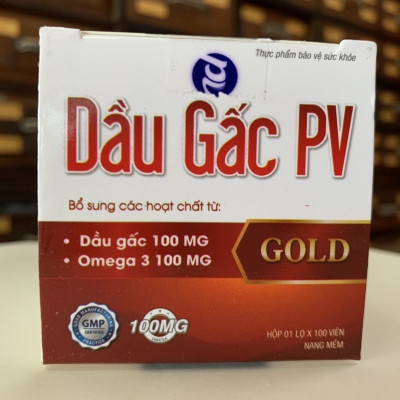 Thực phẩm bảo vệ sức khỏe
Dầu Gấc PV
Bổ sung các hoạt chất từ:
• Dầu gấc 100 MG
• Omega 3 100 MG
GOLD
GMP
100MG
HỘP 01 LỌ X 100 VIÊN
NANG MỀM